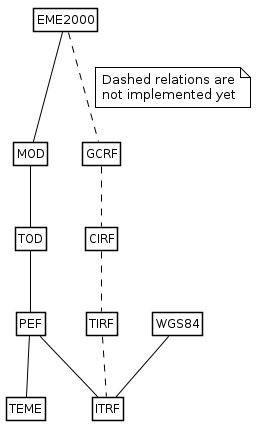 EME2000
Dashed relations are
not implemented yet
MOD
GCRF
TOD
CIRF
PEF
TIRF
WGS84
TEME
ITRF